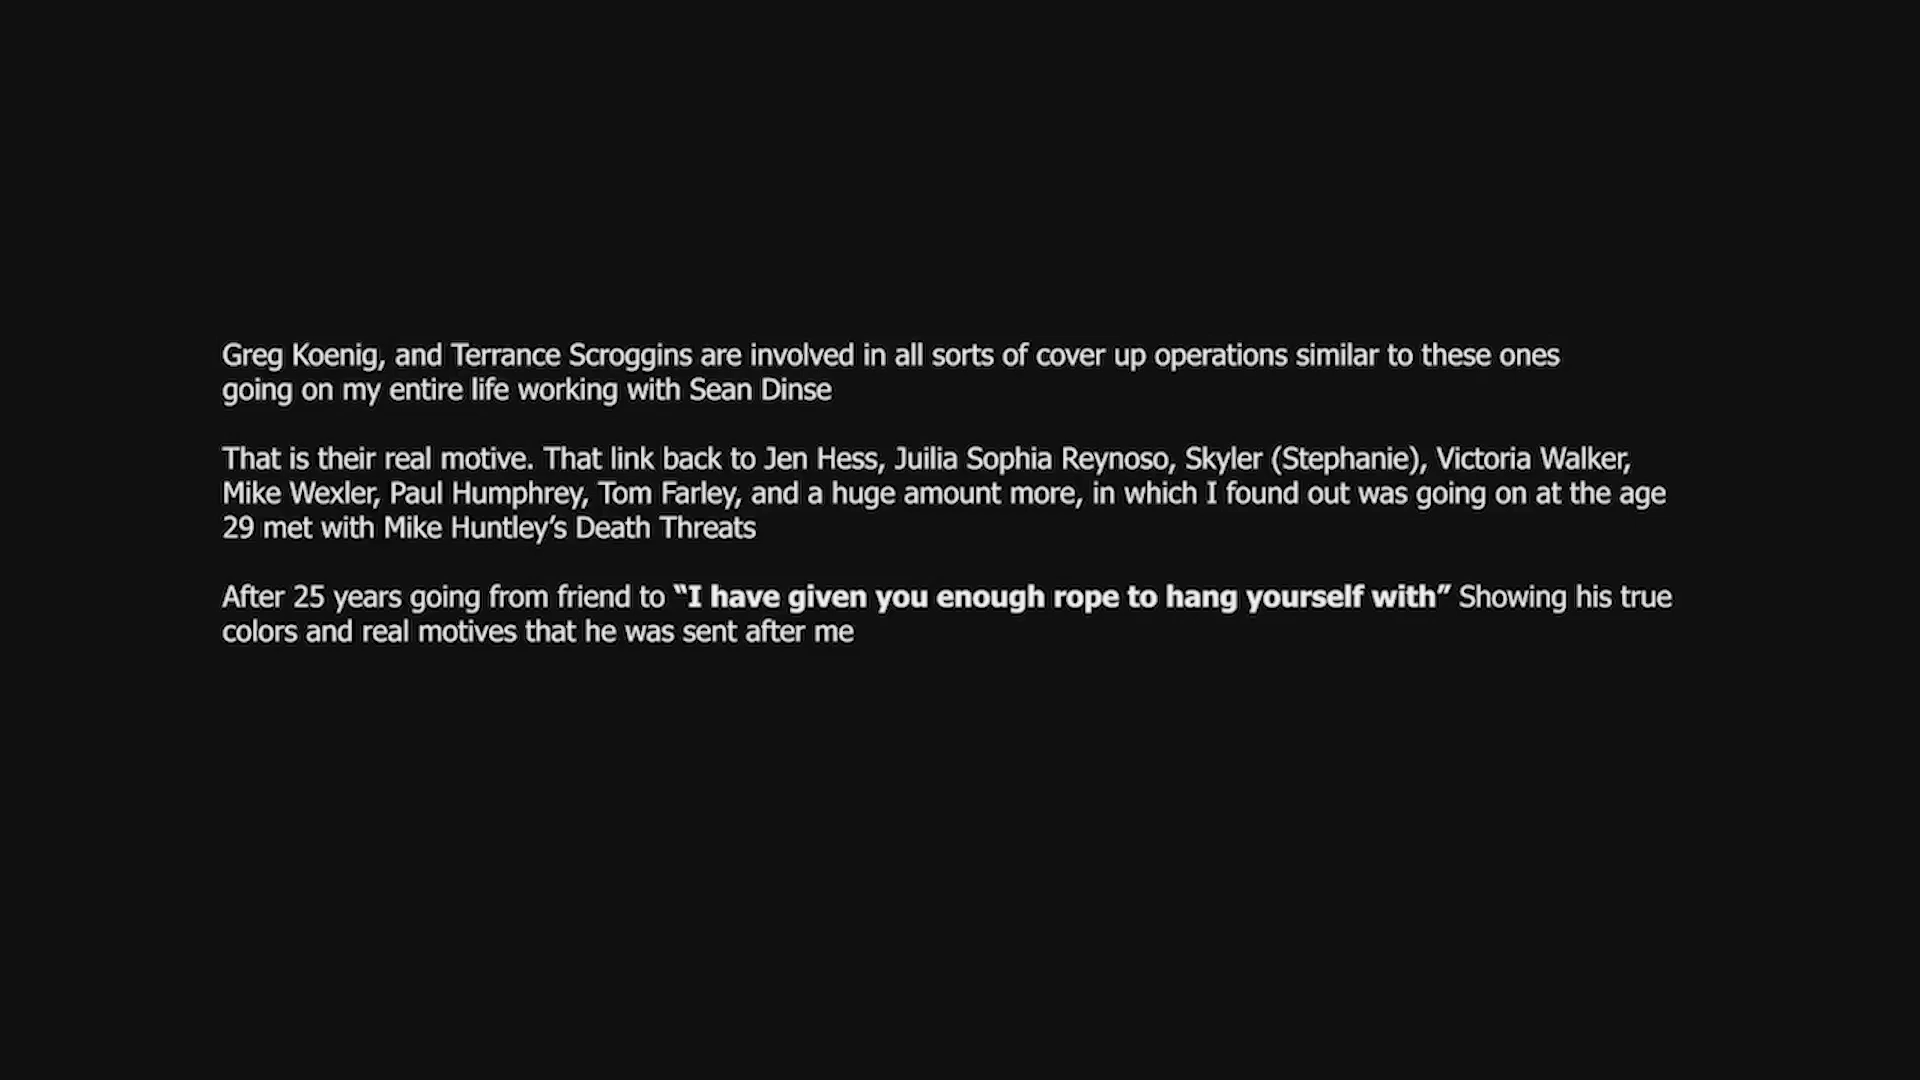 Greg Koenig, and Terrance Scroggins are involved in all sorts of cover up operations similar to these ones
going on my entire life working with Sean Dinse
That is their real motive. That link back to Jen Hess, Juilia Sophia Reynoso, Skyler (Stephanie), Victoria Walker,
Mike Wexler, Paul Humphrey, Tom Farley, and a huge amount more, in which I found out was going on at the age
29 met with Mike Huntley’s Death Threats
After 25 years going from friend to “I have given you enough rope to hang yourself with” Showing his true
colors and real motives that he was sent after me